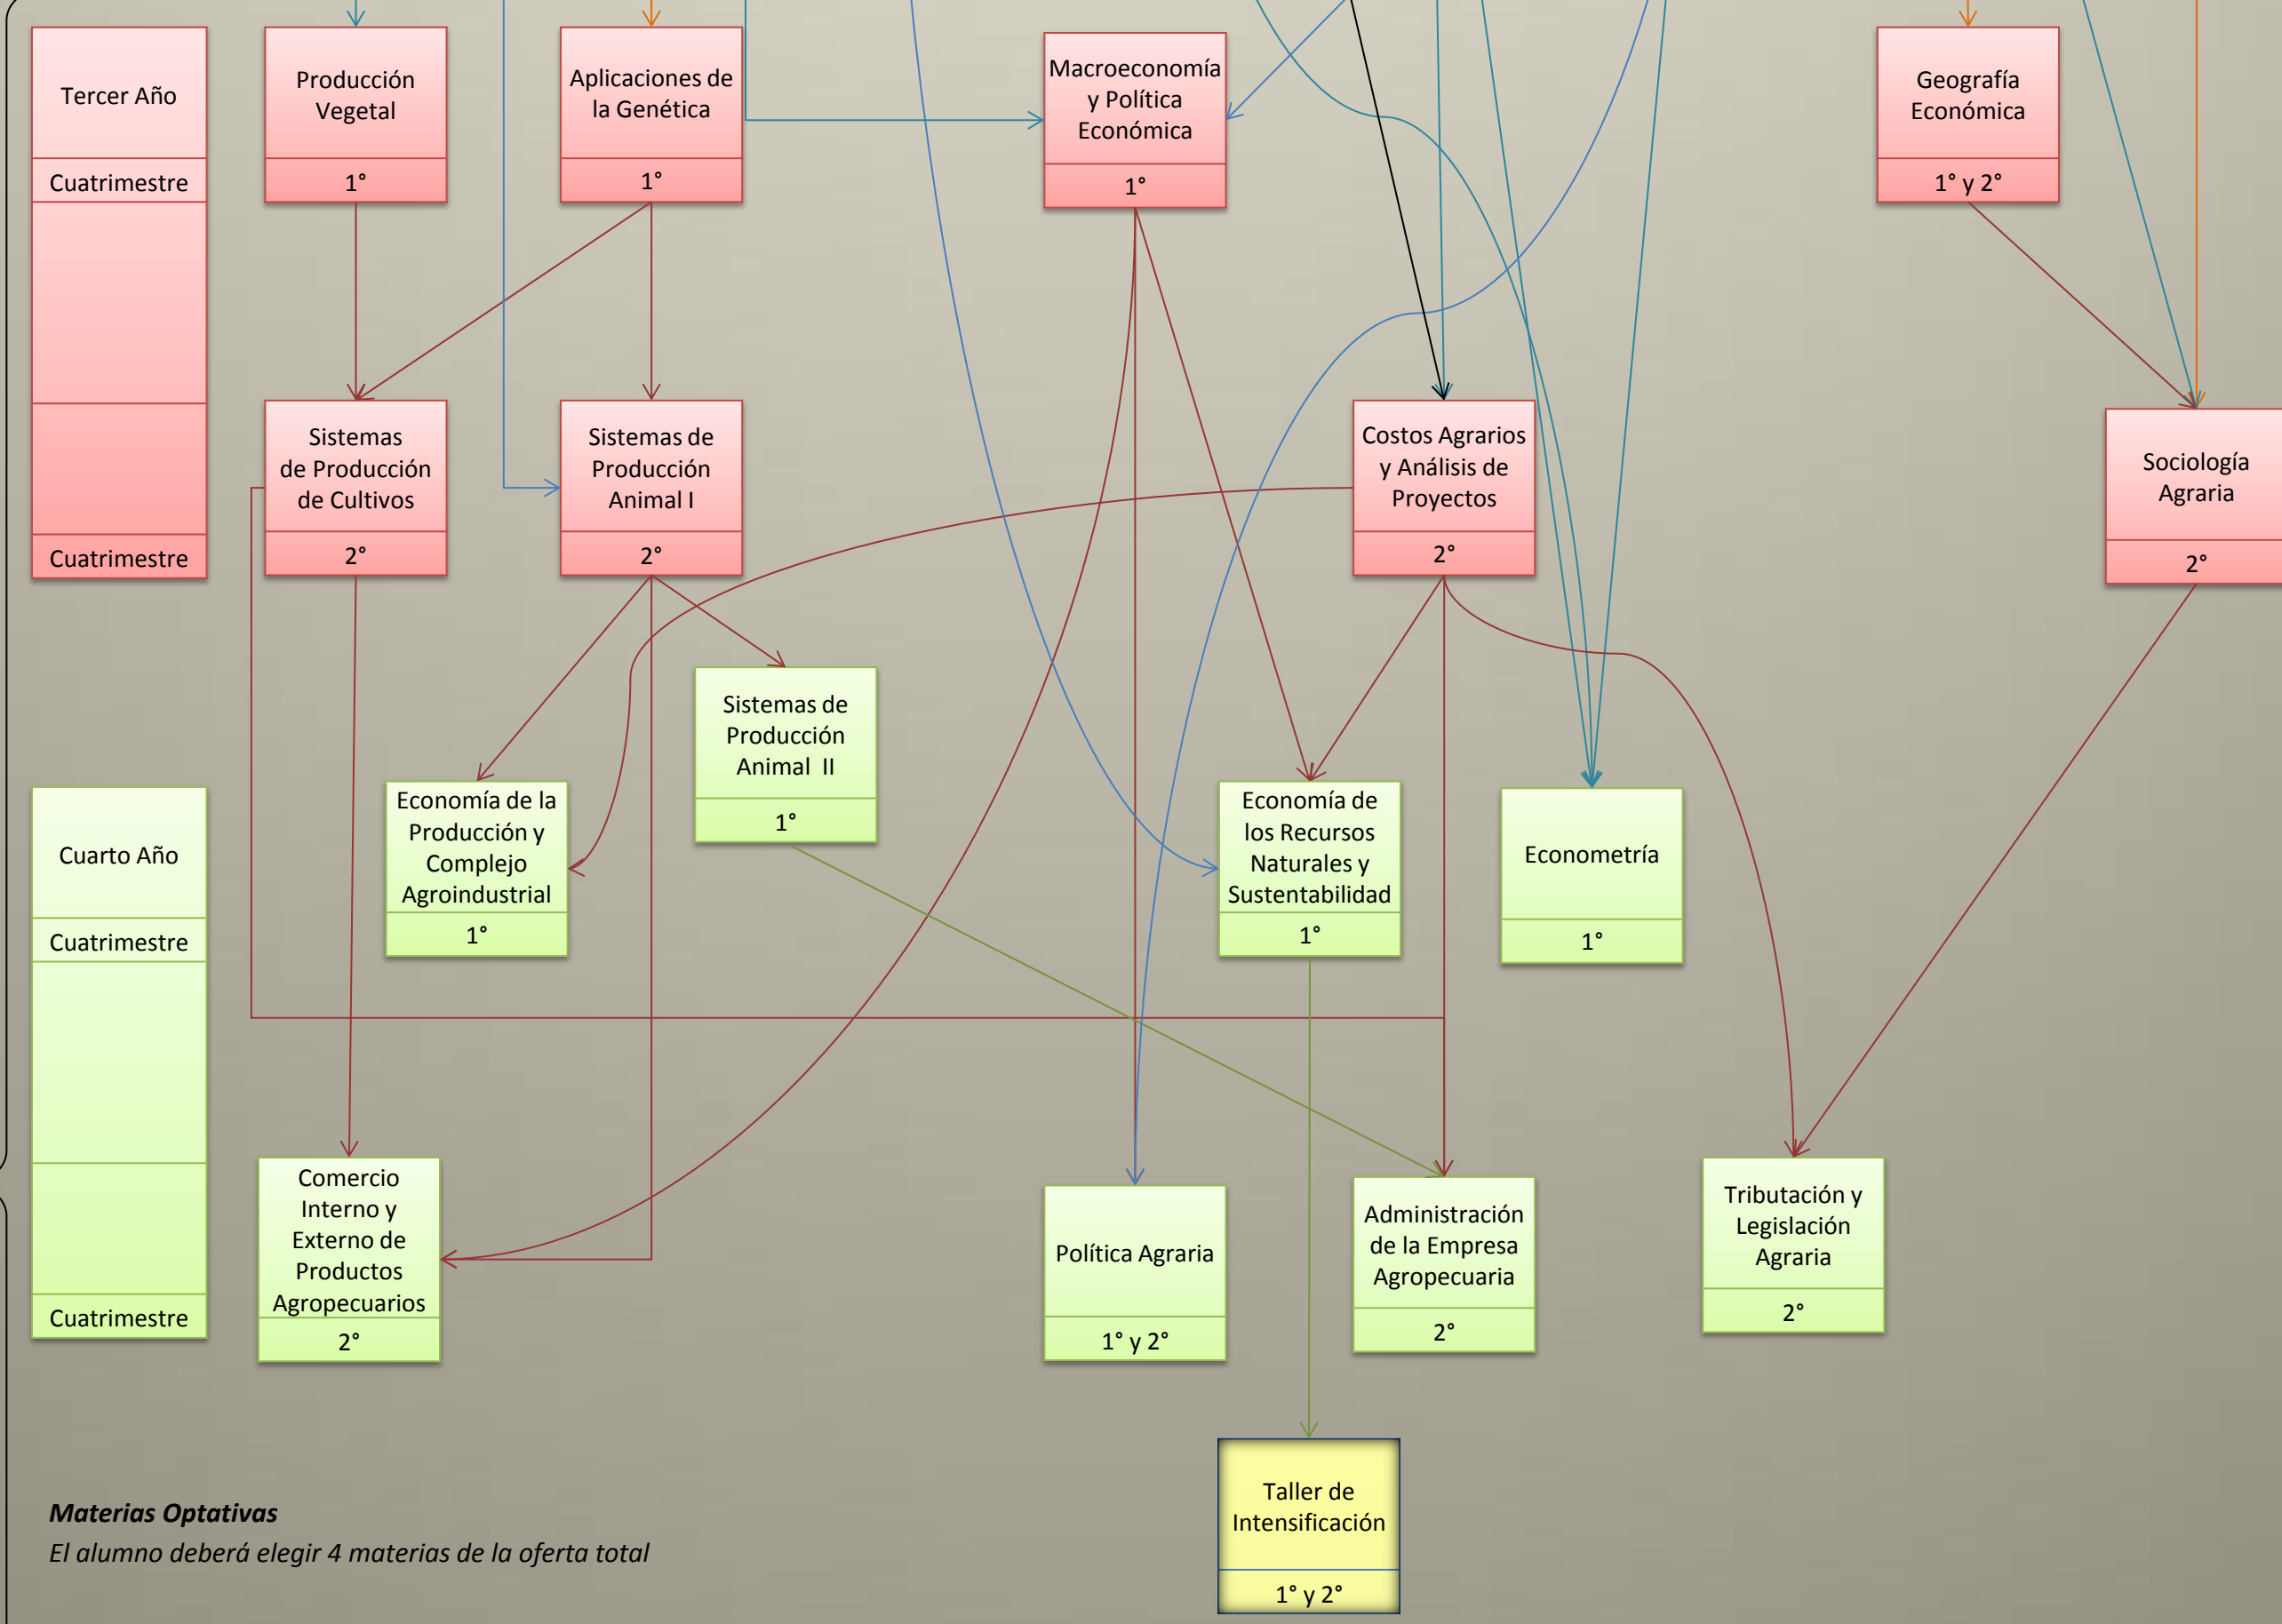 Tercer Año
Cuatrimestre
Cuatrimestre
Producción
Vegetal
1°
Aplicaciones de
la Genética
1°
Macroeconomía
y Política
Económica
1°
Geografía
Económica
1° y 2°
Sistemas
de Producción
de Cultivos
2°
Sistemas de
Producción
Animal I
2°
Costos Agrarios
y Análisis de
Proyectos
2°
Sociología
Agraria
2°
Cuarto Año
Cuatrimestre
Cuatrimestre
Sistemas de
Producción
Animal II
1°
Economía de la
Producción y
Complejo
Agroindustrial
1°
Economía de
los Recursos
Naturales y
Sustentabilidad
1°
Econometría
1°
Comercio
Interno y
Externo de
Productos
Agropecuarios
2°
Política Agraria
1° y 2°
Administración
de la Empresa
Agropecuaria
2°
Tributación y
Legislación
Agraria
2°
Taller de
Intensificación
1° y 2°
Materias Optativas
El alumno deberá elegir 4 materias de la oferta total